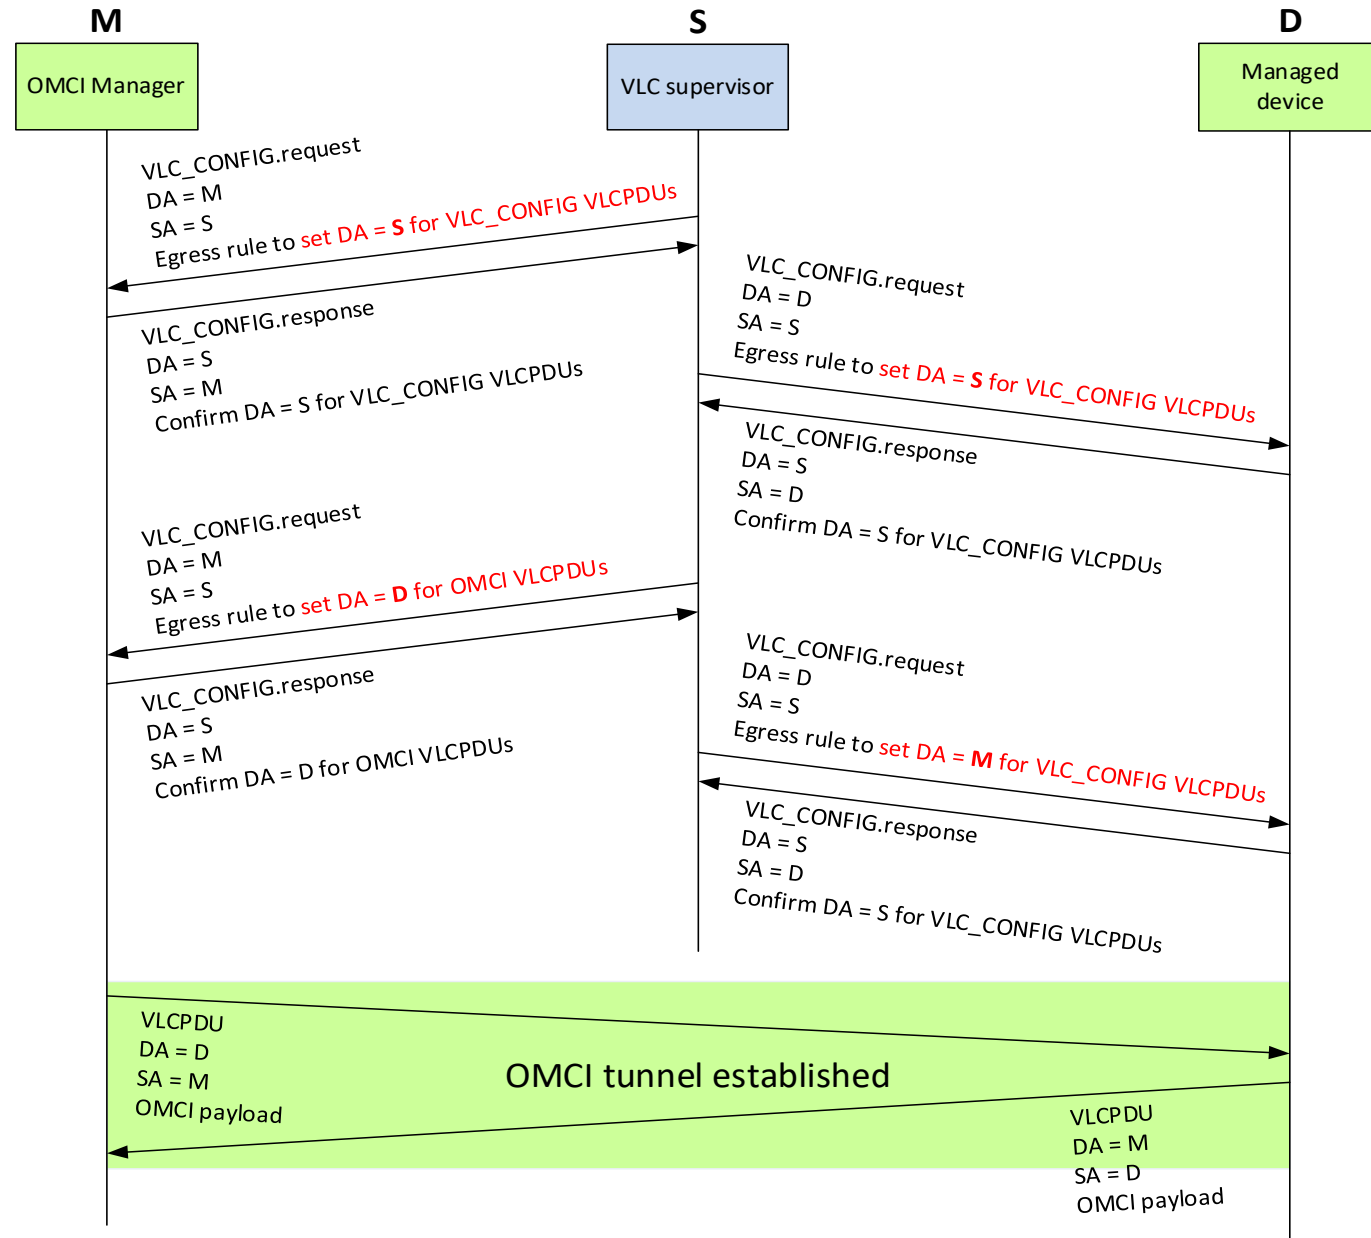 M
S
D
OMCI Manager
VLC supervisor
Managed
device
VLC_CONFIG.request
DA = M
SA = S
Egress rule to set DA = S for VLC_CONFIG VLCPDUs
VLC_CONFIG.response
DA = S
SA = M
Confirm DA = S for VLC_CONFIG VLCPDUs
VLC_CONFIG.request
DA = D
SA = S
Egress rule to set DA = S for VLC_CONFIG VLCPDUs
VLC_CONFIG.response
DA = S
SA = D
Confirm DA = S for VLC_CONFIG VLCPDUs
VLC_CONFIG.request
DA = M
SA = S
Egress rule to set DA = D for OMCI VLCPDUs
VLC_CONFIG.response
DA = S
SA = M
Confirm DA = D for OMCI VLCPDUs
VLC_CONFIG.request
DA = D
SA = S
Egress rule to set DA = M for VLC_CONFIG VLCPDUs
VLC_CONFIG.response
DA = S
SA = D
Confirm DA = S for VLC_CONFIG VLCPDUs
VLCPDU
DA = D
SA = M
OMCI payload
OMCI tunnel established
VLCPDU
DA = M
SA = D
OMCI payload